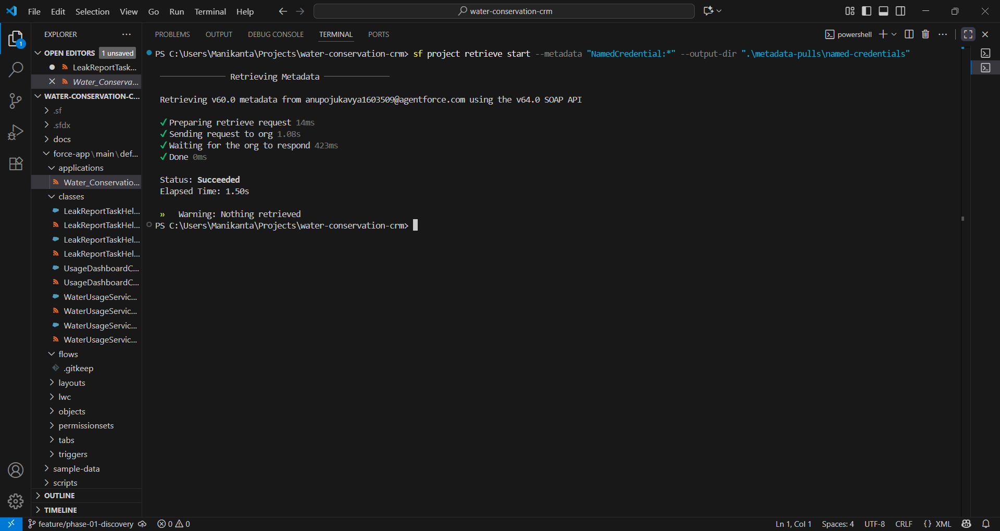 File Edit Selection View Go Run Terminal Help
water-conservation-crm
EXPLORER
PROBLEMS OUTPUT DEBUG CONSOLE TERMINAL PORTS
powershell
1
OPEN EDITORS 1 unsaved
LeakReportTask...
Water_Conserva...
WATER-CONSERVATION-C...
.sf
.sfdx
docs
force-app\main\def...
applications
Water_Conservatio...
classes
LeakReportTaskHel...
LeakReportTaskHel...
LeakReportTaskHel...
LeakReportTaskHel...
UsageDashboardC...
UsageDashboardC...
WaterUsageServic...
WaterUsageServic...
WaterUsageServic...
WaterUsageServic...
flows
.gitkeep
layouts
lwc
objects
permissionsets
tabs
triggers
sample-data
scripts
OUTLINE
TIMELINE
PS C:\Users\Manikanta\Projects\water-conservation-crm> sf project retrieve start --metadata "NamedCredential:*" --output-dir ".\metadata-pulls\named-credentials"
Retrieving Metadata
Retrieving v60.0 metadata from anupojukavya1603509@agentforce.com using the v64.0 SOAP API
✓ Preparing retrieve request 14ms
✓ Sending request to org 1.08s
✓ Waiting for the org to respond 423ms
✓ Done 0ms
Status: Succeeded
Elapsed Time: 1.50s
» Warning: Nothing retrieved
PS C:\Users\Manikanta\Projects\water-conservation-crm>
feature/phase-01-discovery 0 0
Ln 1, Col 1 Spaces: 4 UTF-8 CRLF {} XML